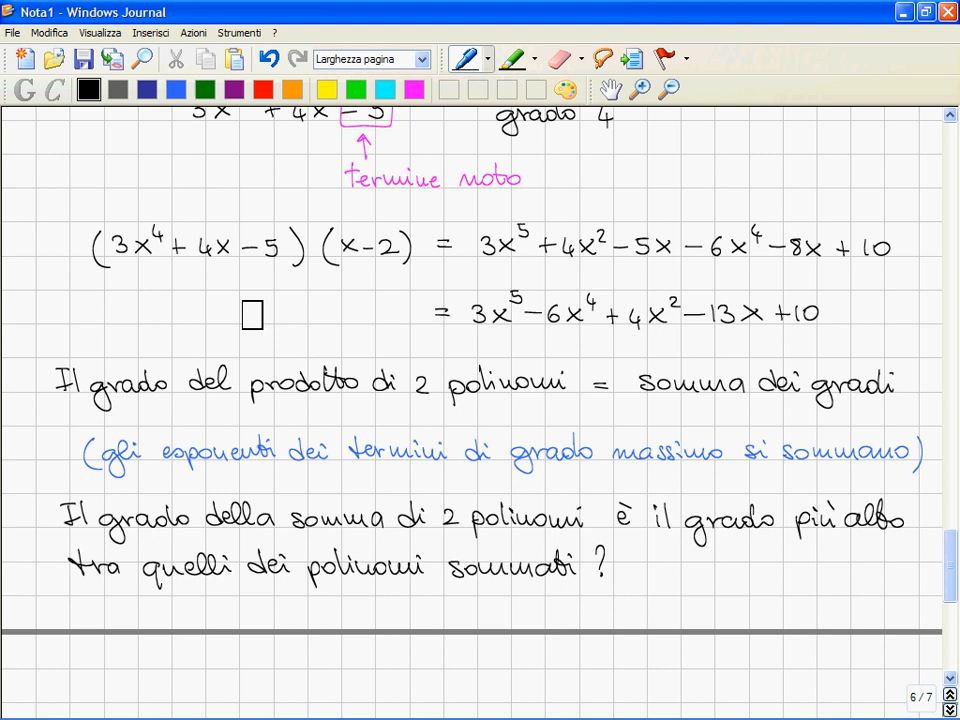 Nota1 - Windows Journal
File Modifica Visualizza Inserisci Azioni Strumenti ?
Larghezza pagina
G C
3x⁴ + 4x - 5 grado 4
termine noto
(3x⁴ + 4x - 5) (x - 2) = 3x⁵ + 4x² - 5x - 6x⁴ - 8x + 10
= 3x⁵ - 6x⁴ + 4x² - 13x + 10
Il grado del prodotto di 2 polinomi = somma dei gradi
(gli esponenti dei termini di grado massimo si sommano)
Il grado della somma di 2 polinomi è il grado più alto
tra quelli dei polinomi sommati ?
6 / 7